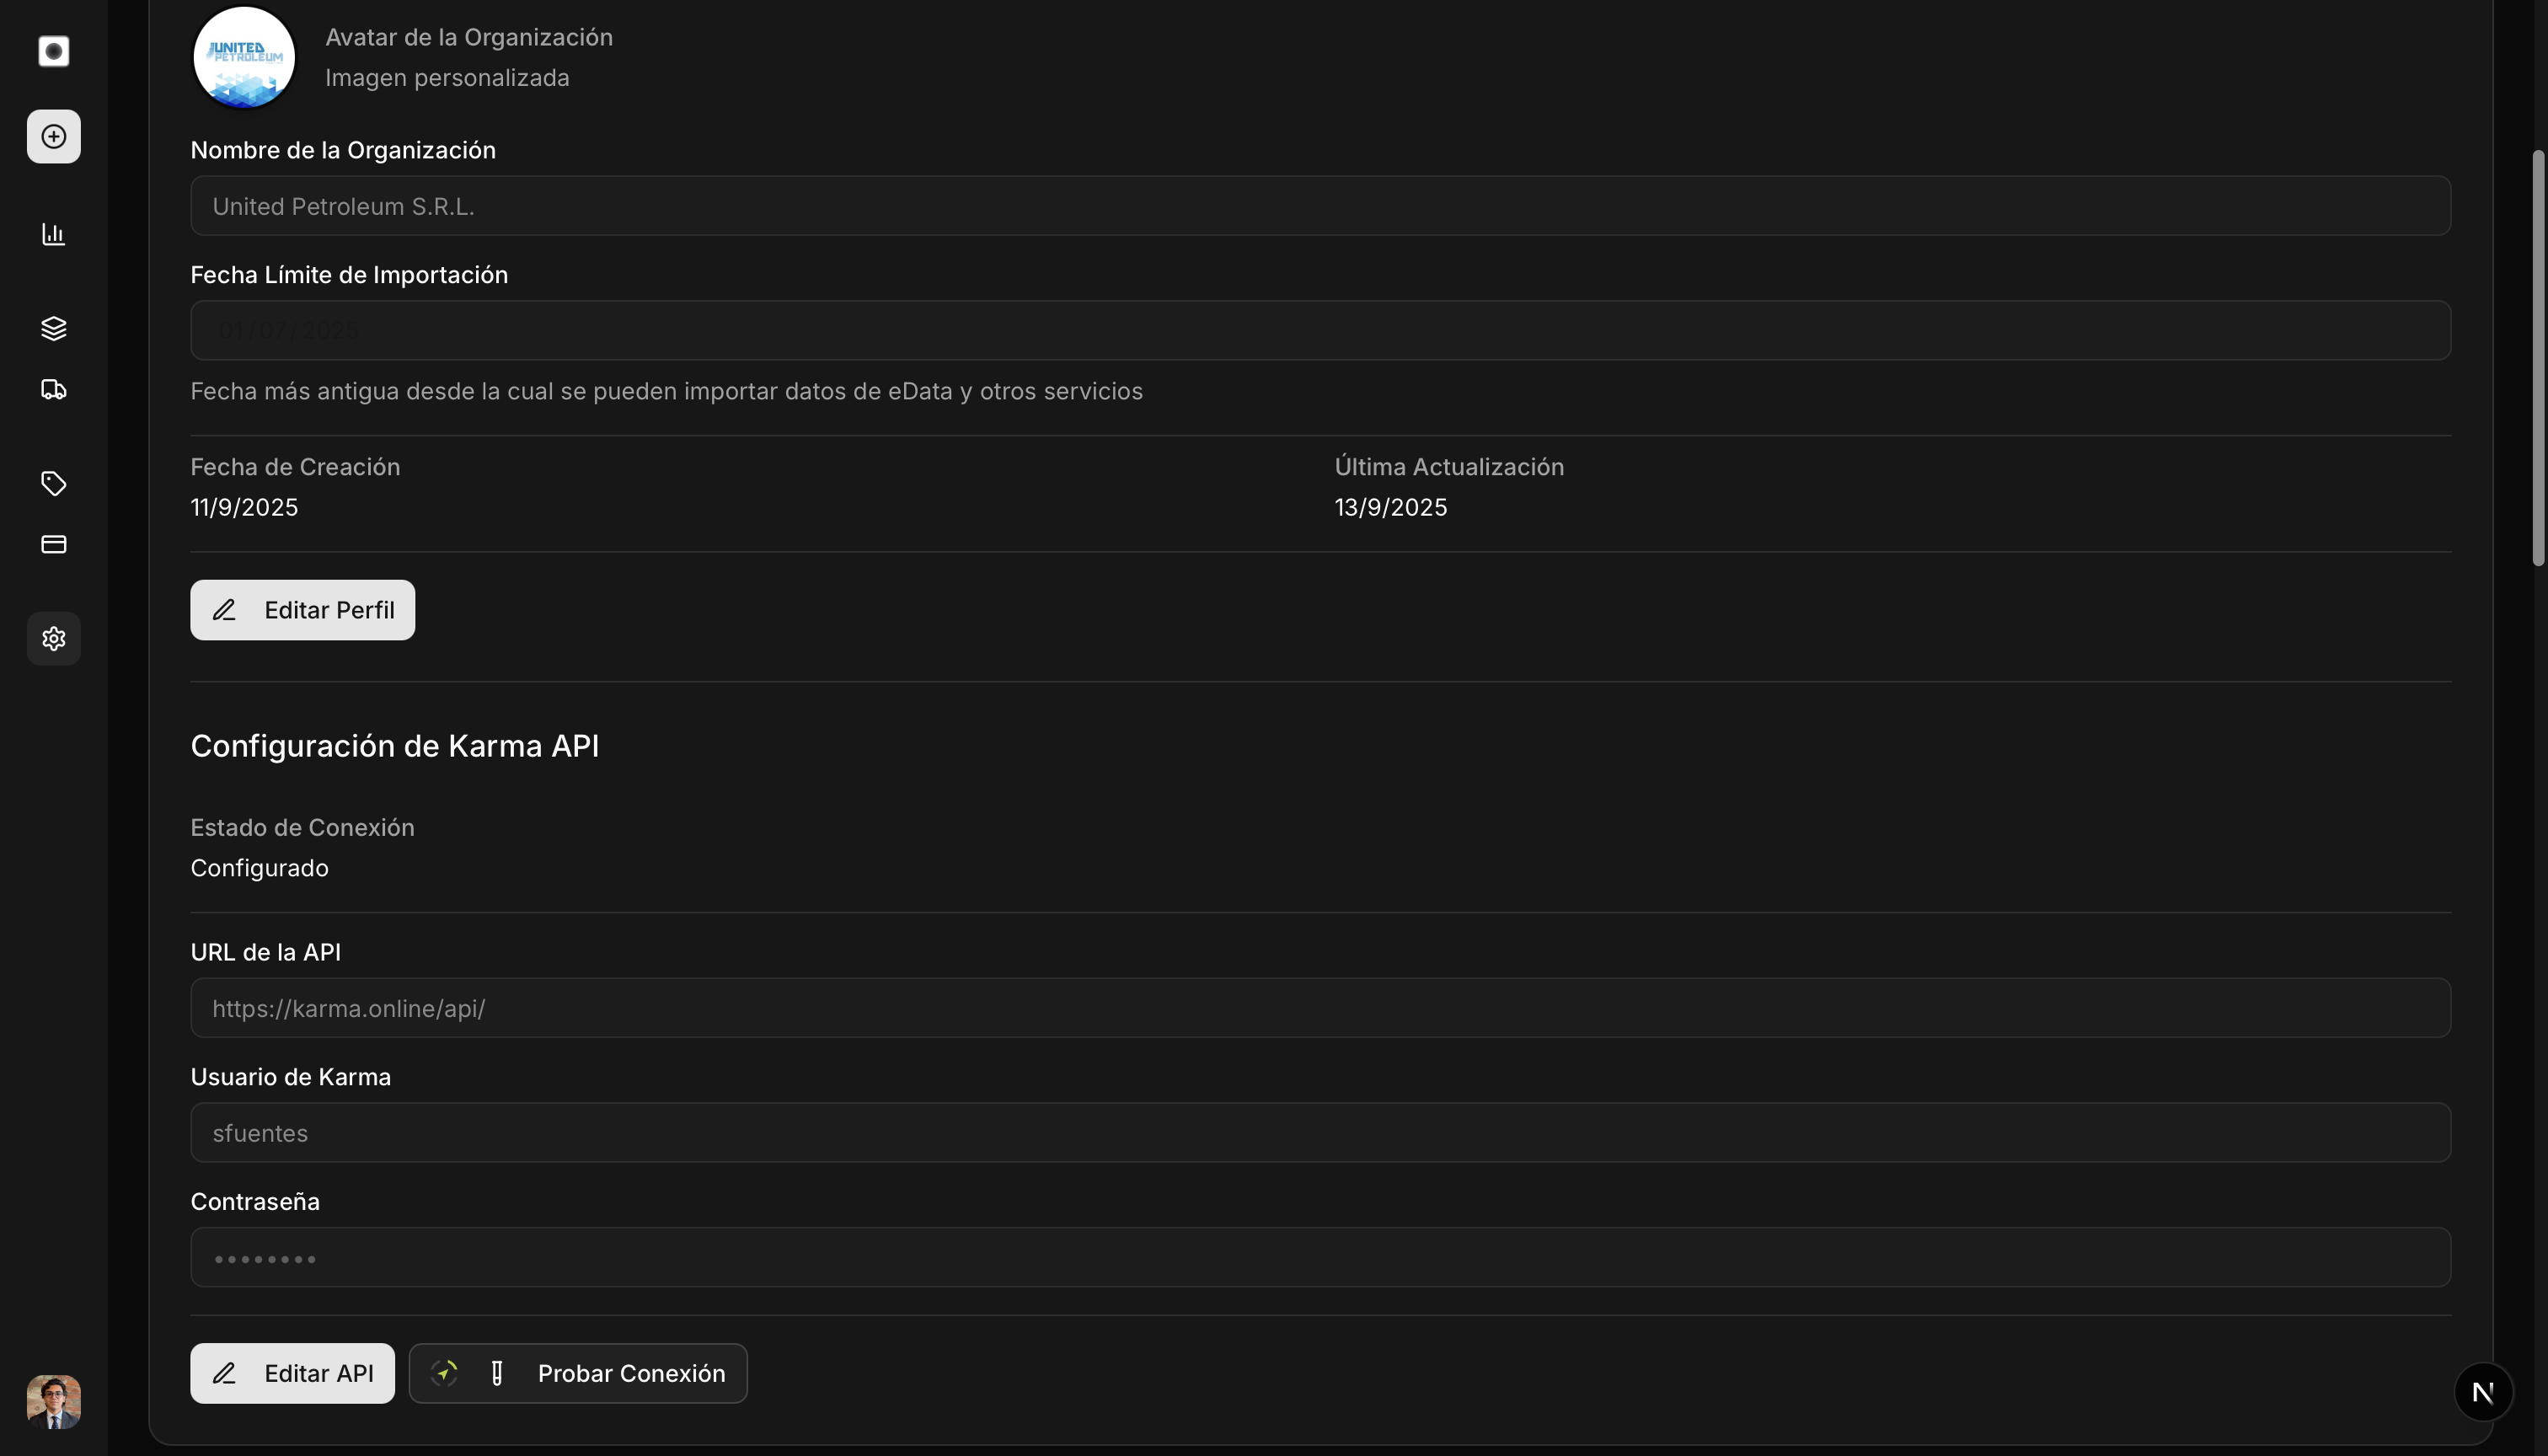 UNITED
PETROLEUM
Avatar de la Organización
Imagen personalizada
Nombre de la Organización
United Petroleum S.R.L.
Fecha Límite de Importación
01/07/2025
Fecha más antigua desde la cual se pueden importar datos de eData y otros servicios
Fecha de Creación
Última Actualización
11/9/2025
13/9/2025
Editar Perfil
Configuración de Karma API
Estado de Conexión
Configurado
URL de la API
https://karma.online/api/
Usuario de Karma
sfuentes
Contraseña
••••••••
Editar API
Probar Conexión
N